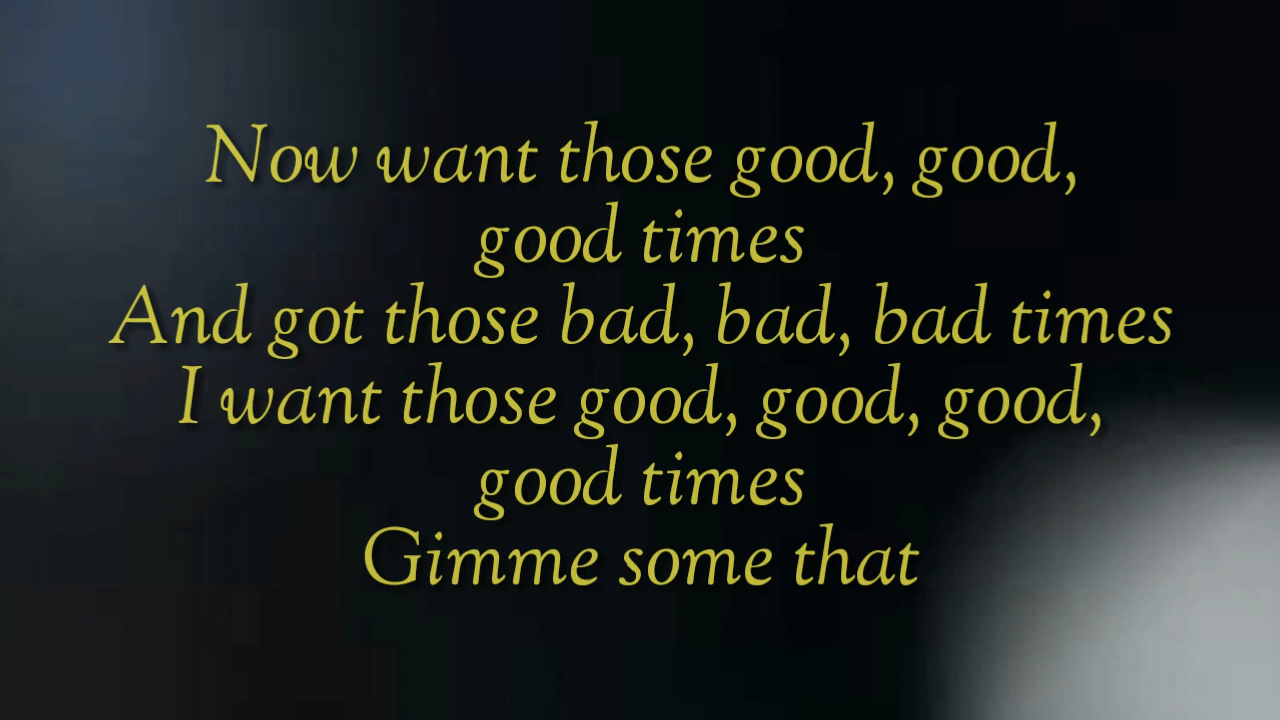 Now want those good, good,
good times
And got those bad, bad, bad times
I want those good, good, good,
good times
Gimme some that